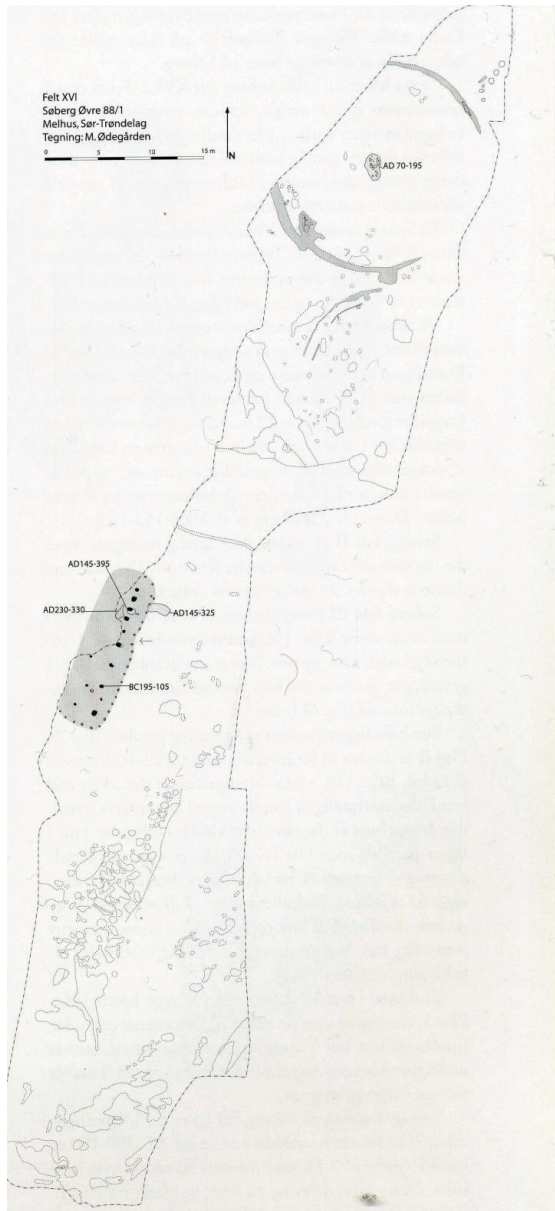 Felt XVI
Søberg Øvre 88/1
Melhus, Sør-Trøndelag
Tegning: M. Ødegården
0 5 10 15 m
N
AD 70-195
AD145-395
AD230-330
AD145-325
BC195-105